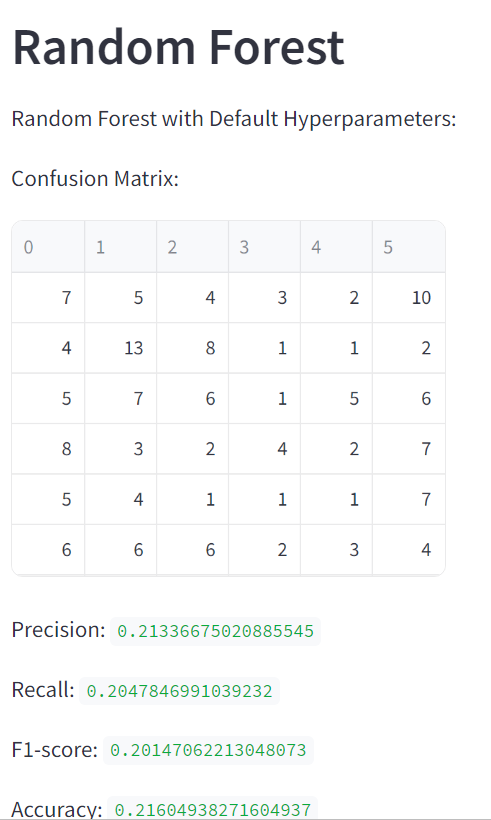 Random Forest
Random Forest with Default Hyperparameters:
Confusion Matrix:
0 1 2 3 4 5
7 5 4 3 2 10
4 13 8 1 1 2
5 7 6 1 5 6
8 3 2 4 2 7
5 4 1 1 1 7
6 6 6 2 3 4
Precision: 0.21336675020885545
Recall: 0.2047846991039232
F1-score: 0.20147062213048073
Accuracy: 0.21604938271604937